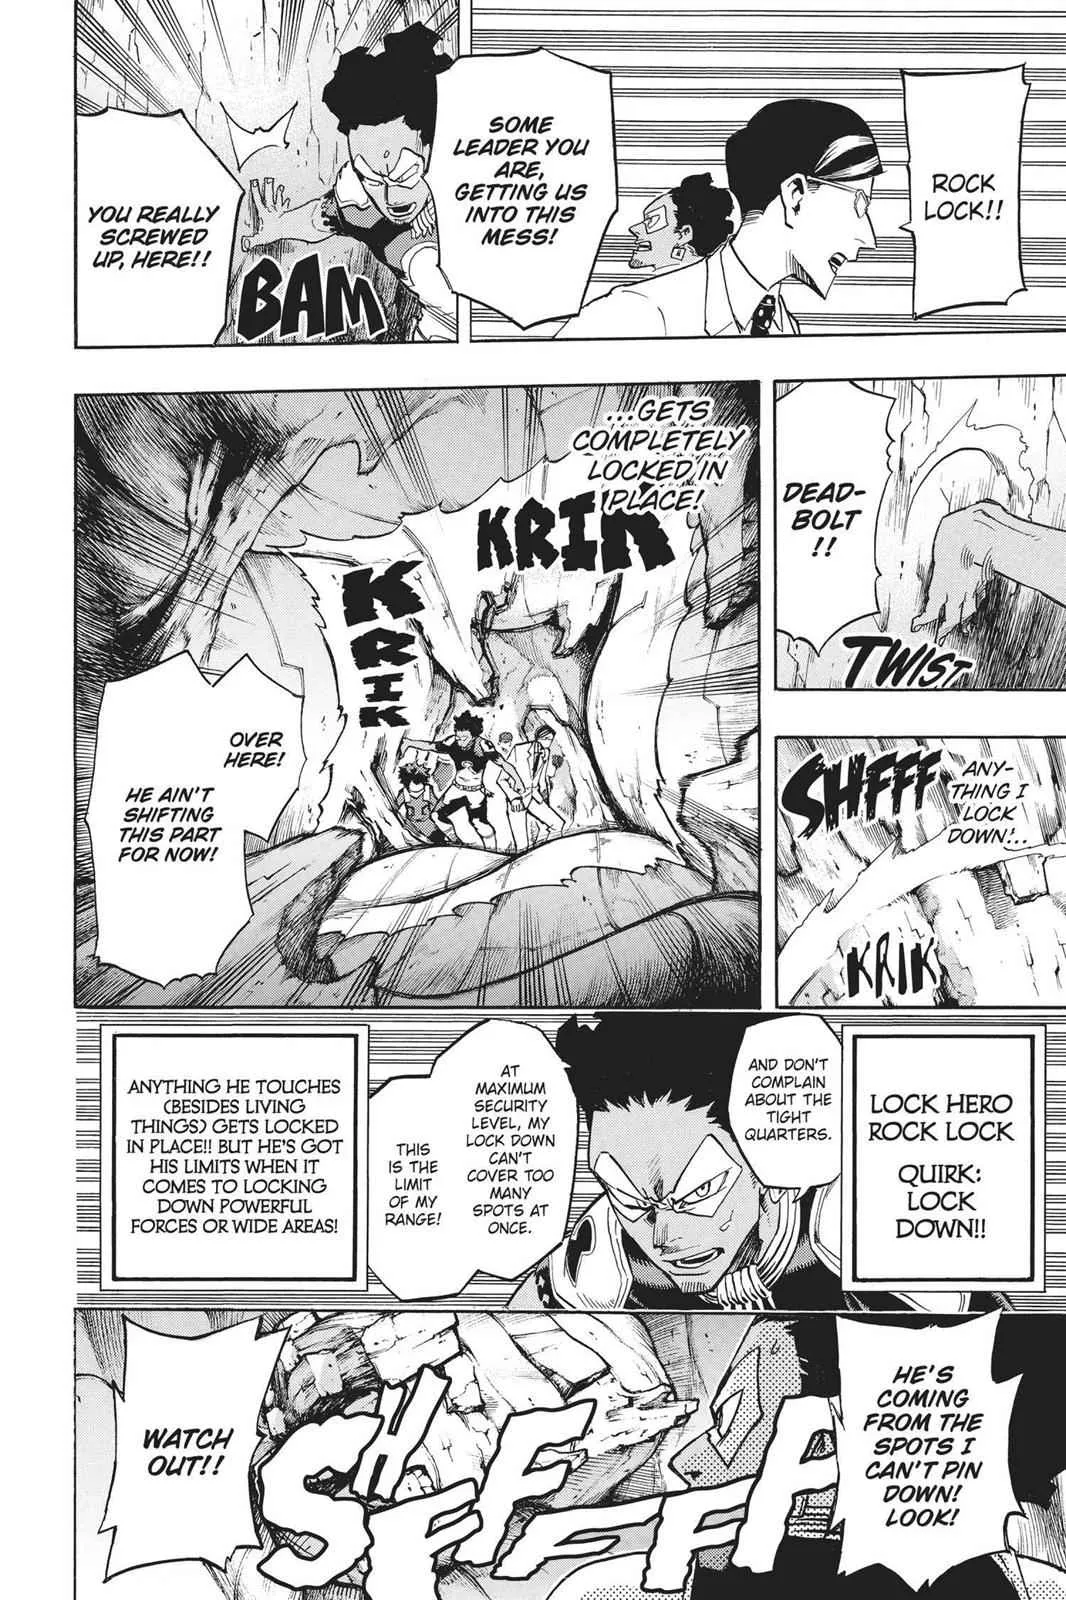 ROCK
LOCK!!
SOME
LEADER YOU
ARE,
GETTING US
INTO THIS
MESS!
YOU REALLY
SCREWED
UP, HERE!!
BAM
DEAD-
BOLT
!!
TWIST
SHFFF
ANY-
THING I
LOCK
DOWN...
KRIK
...GETS
COMPLETELY
LOCKED IN
PLACE!
KRIK
KRIK
OVER
HERE!
HE AIN'T
SHIFTING
THIS PART
FOR NOW!
LOCK HERO
ROCK LOCK
QUIRK:
LOCK
DOWN!!
AND DON'T
COMPLAIN
ABOUT THE
TIGHT
QUARTERS.
AT
MAXIMUM
SECURITY
LEVEL, MY
LOCK DOWN
CAN'T
COVER TOO
MANY
SPOTS AT
ONCE.
THIS
IS THE
LIMIT
OF MY
RANGE!
ANYTHING HE TOUCHES
(BESIDES LIVING
THINGS) GETS LOCKED
IN PLACE!! BUT HE'S GOT
HIS LIMITS WHEN IT
COMES TO LOCKING
DOWN POWERFUL
FORCES OR WIDE AREAS!
HE'S
COMING
FROM THE
SPOTS I
CAN'T PIN
DOWN!
LOOK!
WATCH
OUT!!